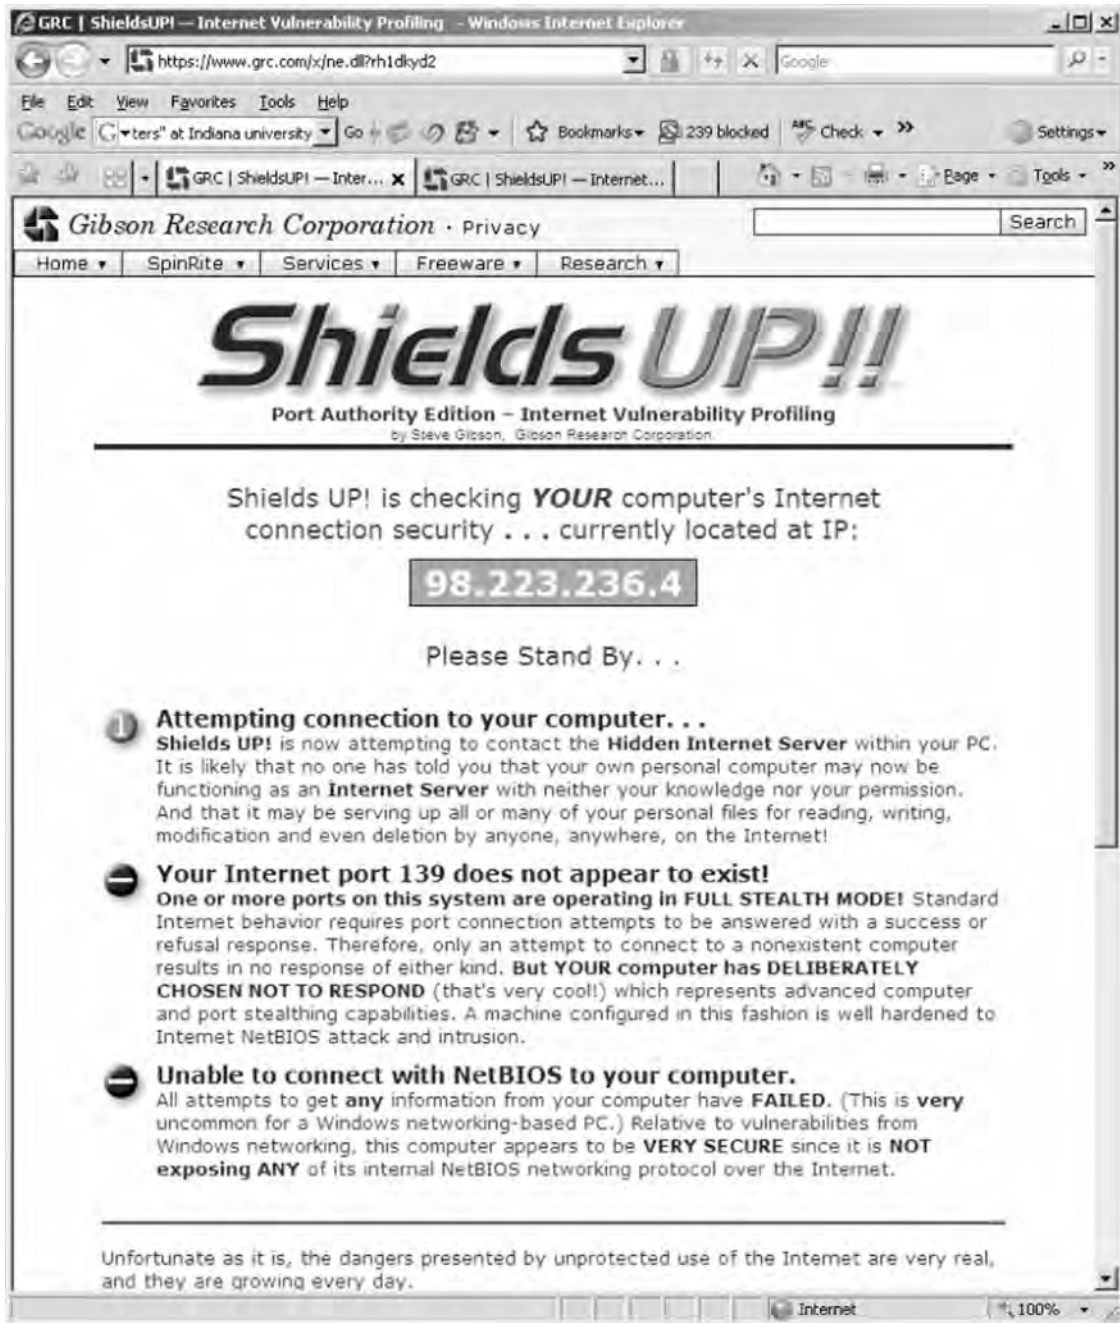 GRC | ShieldsUP! — Internet Vulnerability Profiling - Windows Internet Explorer
https://www.grc.com/x/ne.dll?rh1dkyd2
Google
File Edit View Favorites Tools Help
Google G ters" at Indiana university Go Bookmarks 239 blocked ABC Check » Settings
GRC | ShieldsUP! — Inter... GRC | ShieldsUP! — Internet... Page Tools »
Gibson Research Corporation · Privacy Search
Home SpinRite Services Freeware Research
Shields UP!!
Port Authority Edition – Internet Vulnerability Profiling
by Steve Gibson, Gibson Research Corporation.
Shields UP! is checking YOUR computer's Internet
connection security . . . currently located at IP:
98.223.236.4
Please Stand By. . .
1 Attempting connection to your computer. . .
Shields UP! is now attempting to contact the Hidden Internet Server within your PC.
It is likely that no one has told you that your own personal computer may now be
functioning as an Internet Server with neither your knowledge nor your permission.
And that it may be serving up all or many of your personal files for reading, writing,
modification and even deletion by anyone, anywhere, on the Internet!
Your Internet port 139 does not appear to exist!
One or more ports on this system are operating in FULL STEALTH MODE! Standard
Internet behavior requires port connection attempts to be answered with a success or
refusal response. Therefore, only an attempt to connect to a nonexistent computer
results in no response of either kind. But YOUR computer has DELIBERATELY
CHOSEN NOT TO RESPOND (that's very cool!) which represents advanced computer
and port stealthing capabilities. A machine configured in this fashion is well hardened to
Internet NetBIOS attack and intrusion.
Unable to connect with NetBIOS to your computer.
All attempts to get any information from your computer have FAILED. (This is very
uncommon for a Windows networking-based PC.) Relative to vulnerabilities from
Windows networking, this computer appears to be VERY SECURE since it is NOT
exposing ANY of its internal NetBIOS networking protocol over the Internet.
Unfortunate as it is, the dangers presented by unprotected use of the Internet are very real,
and they are growing every day.
Internet 100%